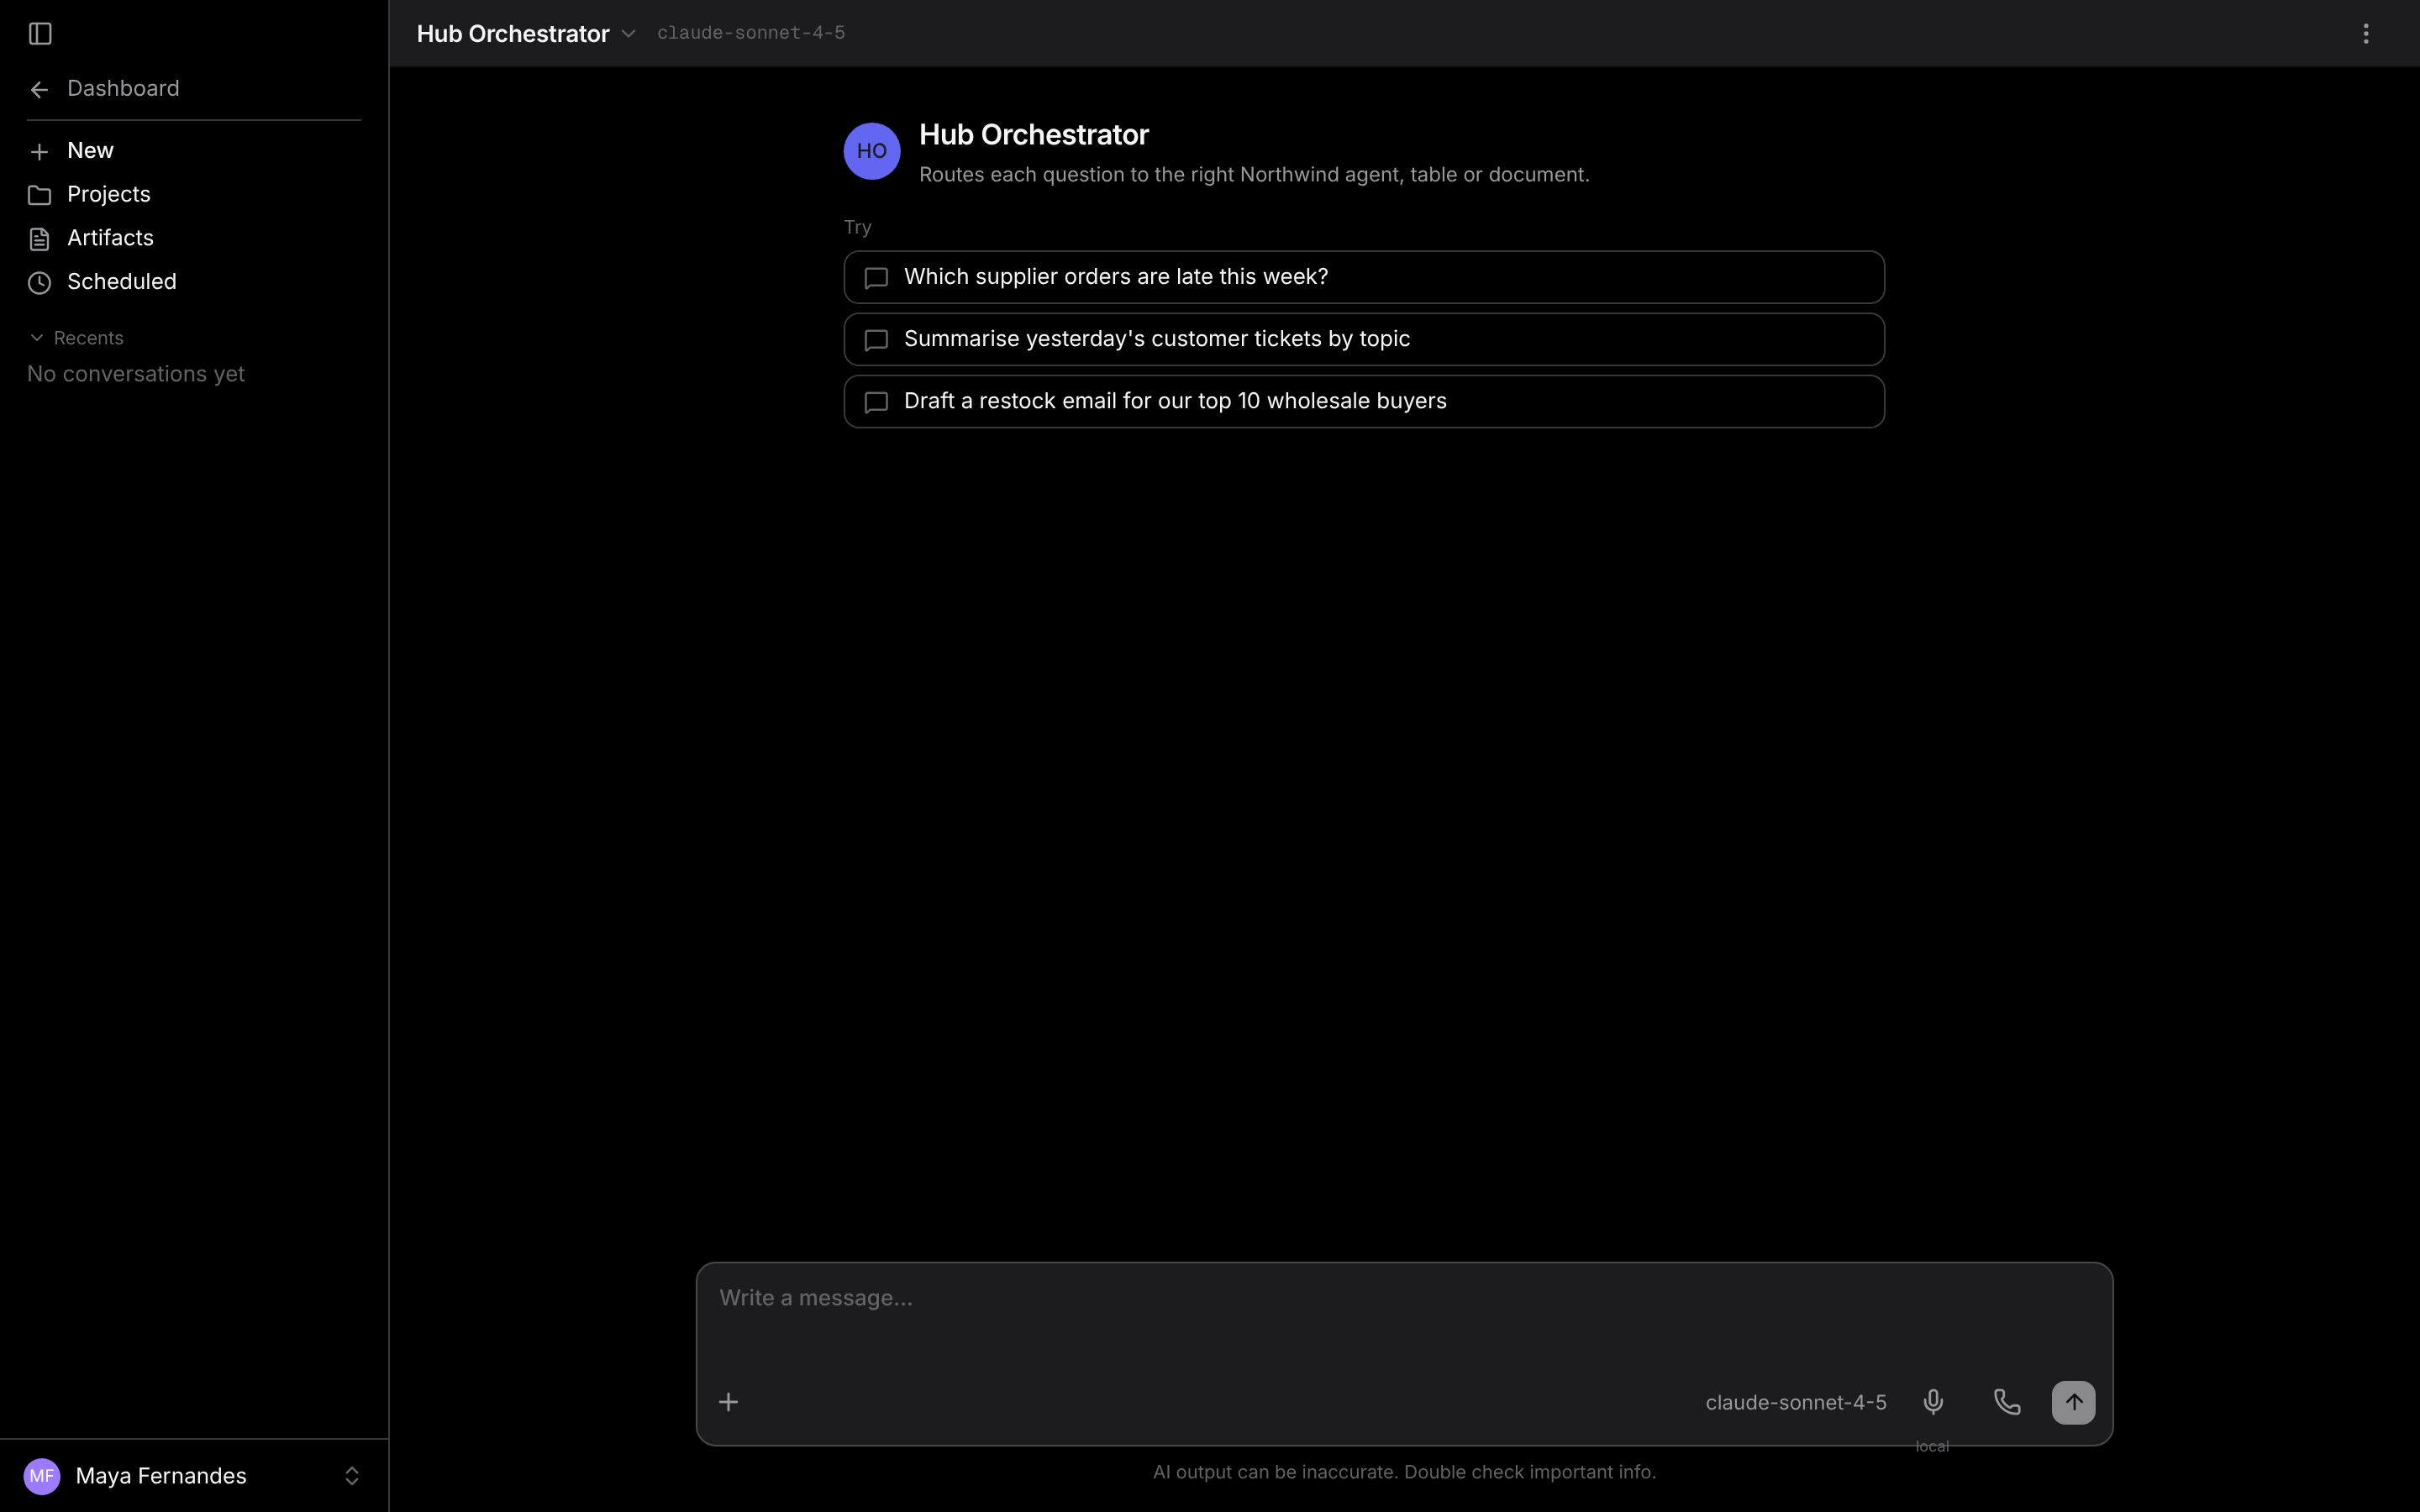 Dashboard
New
Projects
Artifacts
Scheduled
Recents
No conversations yet
MF Maya Fernandes
Hub Orchestrator claude-sonnet-4-5
HO
Hub Orchestrator
Routes each question to the right Northwind agent, table or document.
Try
Which supplier orders are late this week?
Summarise yesterday's customer tickets by topic
Draft a restock email for our top 10 wholesale buyers
Write a message...
claude-sonnet-4-5
local
AI output can be inaccurate. Double check important info.